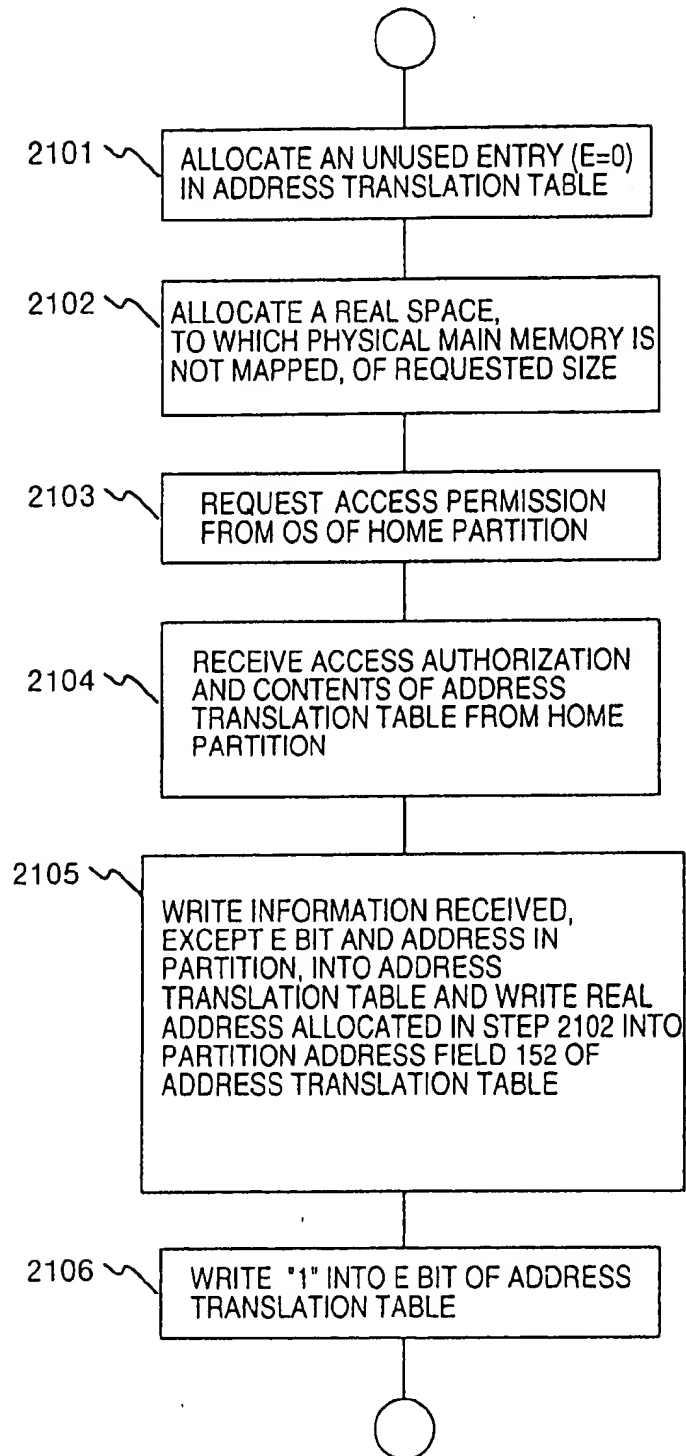 2101
ALLOCATE AN UNUSED ENTRY (E=0)
IN ADDRESS TRANSLATION TABLE
2102
ALLOCATE A REAL SPACE,
TO WHICH PHYSICAL MAIN MEMORY IS
NOT MAPPED, OF REQUESTED SIZE
2103
REQUEST ACCESS PERMISSION
FROM OS OF HOME PARTITION
2104
RECEIVE ACCESS AUTHORIZATION
AND CONTENTS OF ADDRESS
TRANSLATION TABLE FROM HOME
PARTITION
2105
WRITE INFORMATION RECEIVED,
EXCEPT E BIT AND ADDRESS IN
PARTITION, INTO ADDRESS
TRANSLATION TABLE AND WRITE REAL
ADDRESS ALLOCATED IN STEP 2102 INTO
PARTITION ADDRESS FIELD 152 OF
ADDRESS TRANSLATION TABLE
2106
WRITE "1" INTO E BIT OF ADDRESS
TRANSLATION TABLE